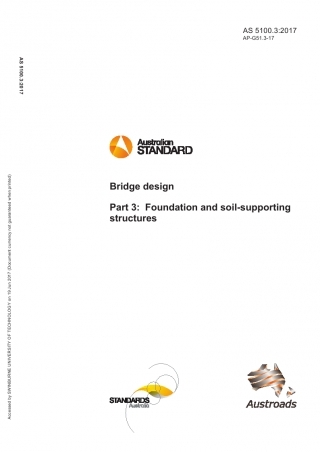 AS 5100.3:2017
AP-G51.3-17
AS 5100.3:2017
Australian
STANDARD
Bridge design
Part 3: Foundation and soil-supporting
structures
Accessed by SWINBURNE UNIVERSITY OF TECHNOLOGY on 19 Jun 2017 (Document currency not guaranteed when printed)
STANDARDS
Australia
Austroads